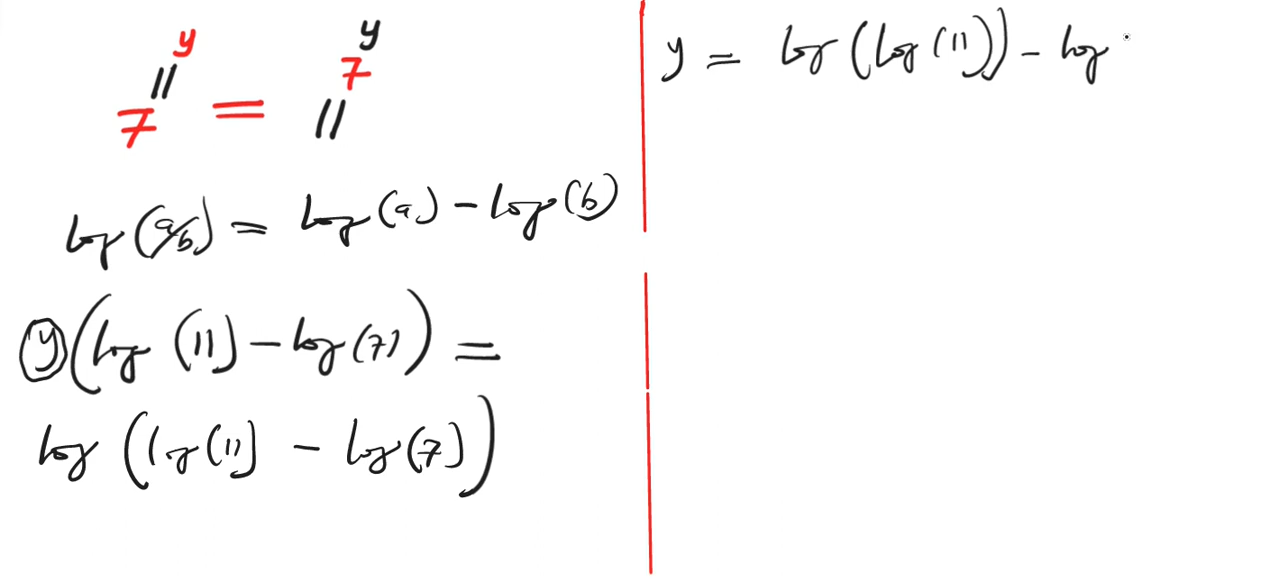 7^11^y = 11^7^y
log(a/b) = log(a) - log(b)
y(log(11) - log(7)) =
log(log(11) - log(7))
y = log(log(11)) - log